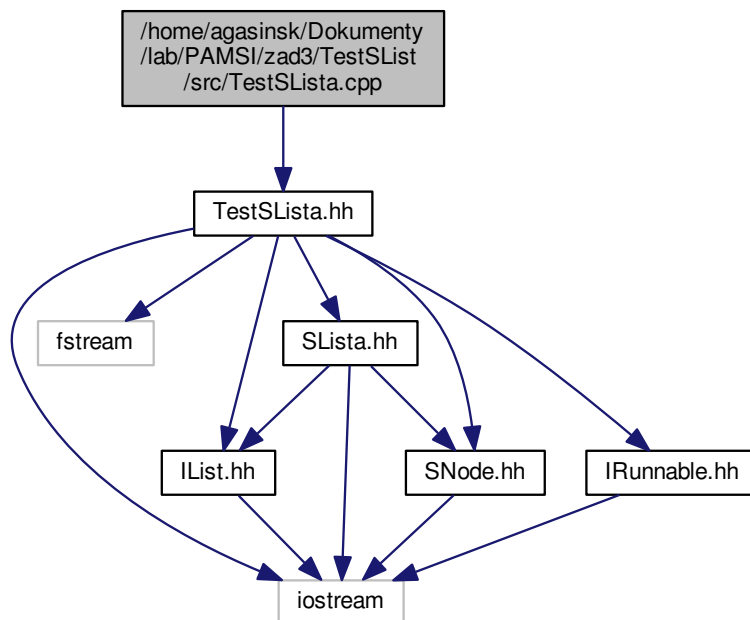 /home/agasinsk/Dokumenty
/lab/PAMSI/zad3/TestSList
/src/TestSLista.cpp
TestSLista.hh
fstream
SLista.hh
IList.hh
SNode.hh
IRunnable.hh
iostream